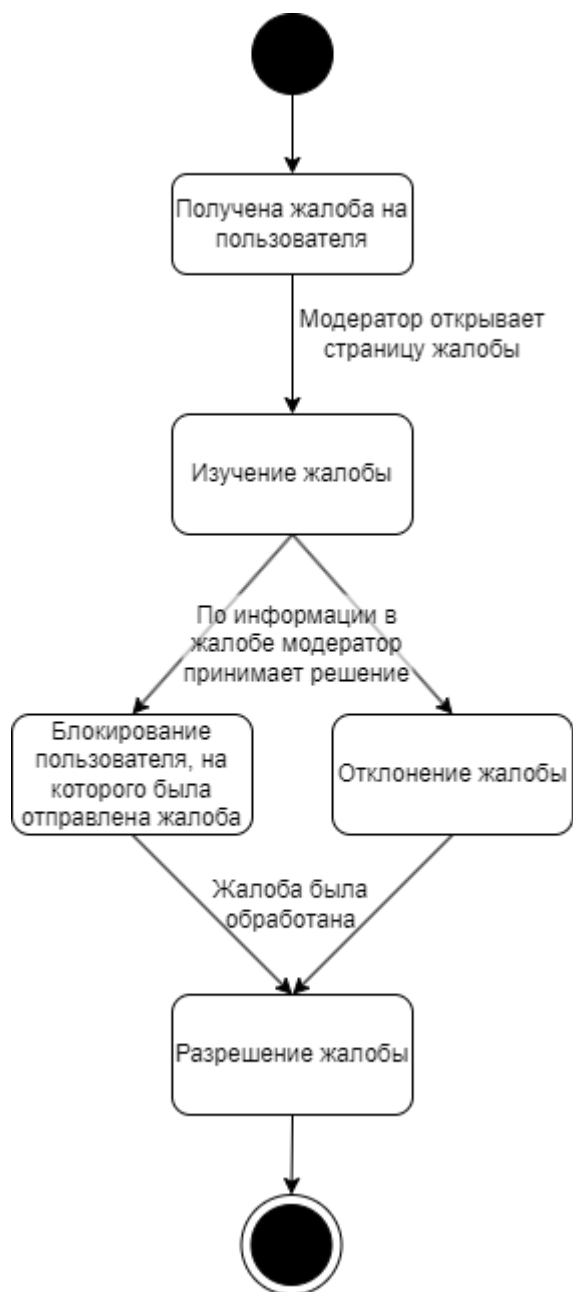 Получена жалоба на
пользователя
Модератор открывает
страницу жалобы
Изучение жалобы
По информации в
жалобе модератор
принимает решение
Блокирование
пользователя, на
которого была
отправлена жалоба
Отклонение жалобы
Жалоба была
обработана
Разрешение жалобы